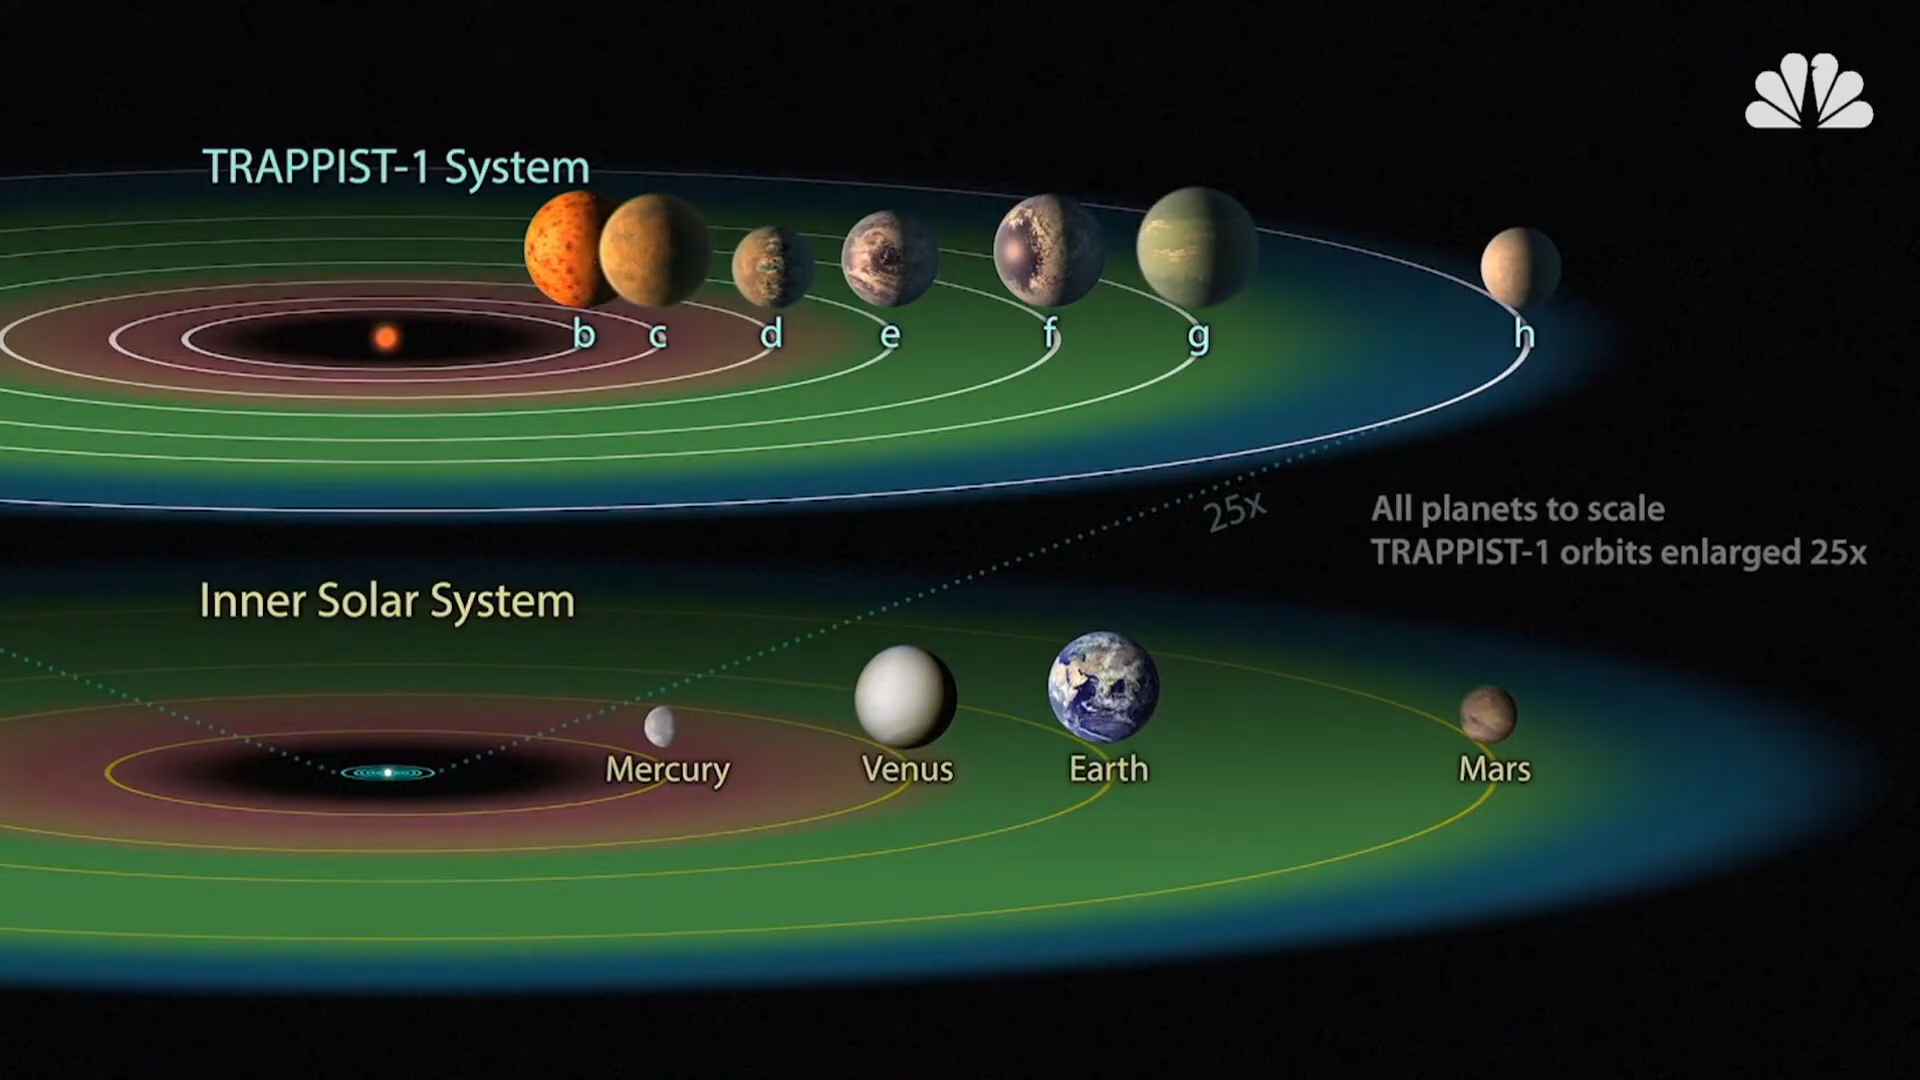 TRAPPIST-1 System
b c d e f g h
25x
All planets to scale
TRAPPIST-1 orbits enlarged 25x
Inner Solar System
Mercury Venus Earth Mars